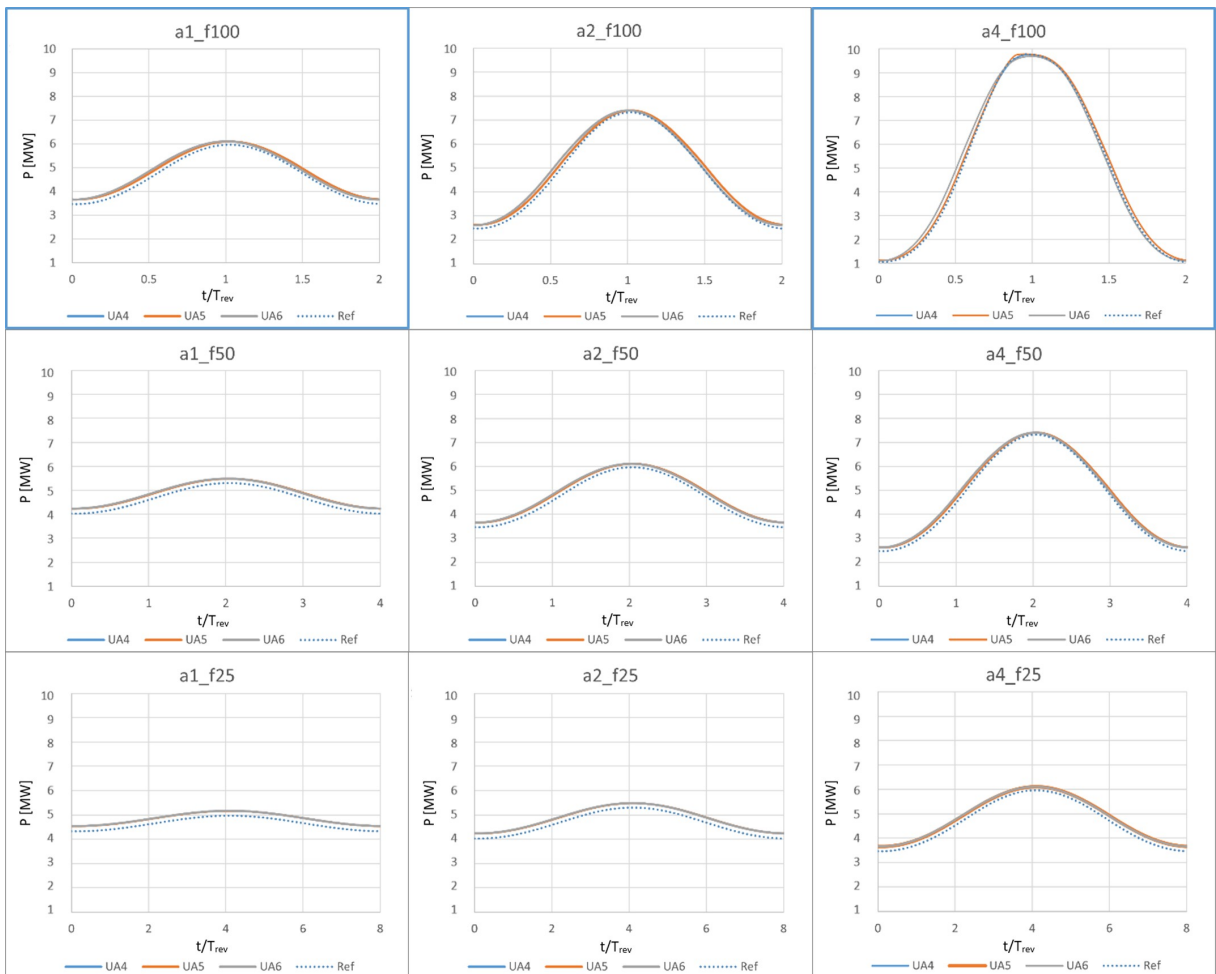 a1_f100
10
9
8
7
6
5
4
3
2
1
P [MW]
0 0.5 1 1.5 2
t/Trev
UA4 UA5 UA6 Ref
a2_f100
10
9
8
7
6
5
4
3
2
1
P [MW]
0 0.5 1 1.5 2
t/Trev
UA4 UA5 UA6 Ref
a4_f100
10
9
8
7
6
5
4
3
2
1
P [MW]
0 0.5 1 1.5 2
t/Trev
UA4 UA5 UA6 Ref
a1_f50
10
9
8
7
6
5
4
3
2
1
P [MW]
0 1 2 3 4
t/Trev
UA4 UA5 UA6 Ref
a2_f50
10
9
8
7
6
5
4
3
2
1
P [MW]
0 1 2 3 4
t/Trev
UA4 UA5 UA6 Ref
a4_f50
10
9
8
7
6
5
4
3
2
1
P [MW]
0 1 2 3 4
t/Trev
UA4 UA5 UA6 Ref
a1_f25
10
9
8
7
6
5
4
3
2
1
P [MW]
0 2 4 6 8
t/Trev
UA4 UA5 UA6 Ref
a2_f25
10
9
8
7
6
5
4
3
2
1
P [MW]
0 2 4 6 8
t/Trev
UA4 UA5 UA6 Ref
a4_f25
10
9
8
7
6
5
4
3
2
1
P [MW]
0 2 4 6 8
t/Trev
UA4 UA5 UA6 Ref